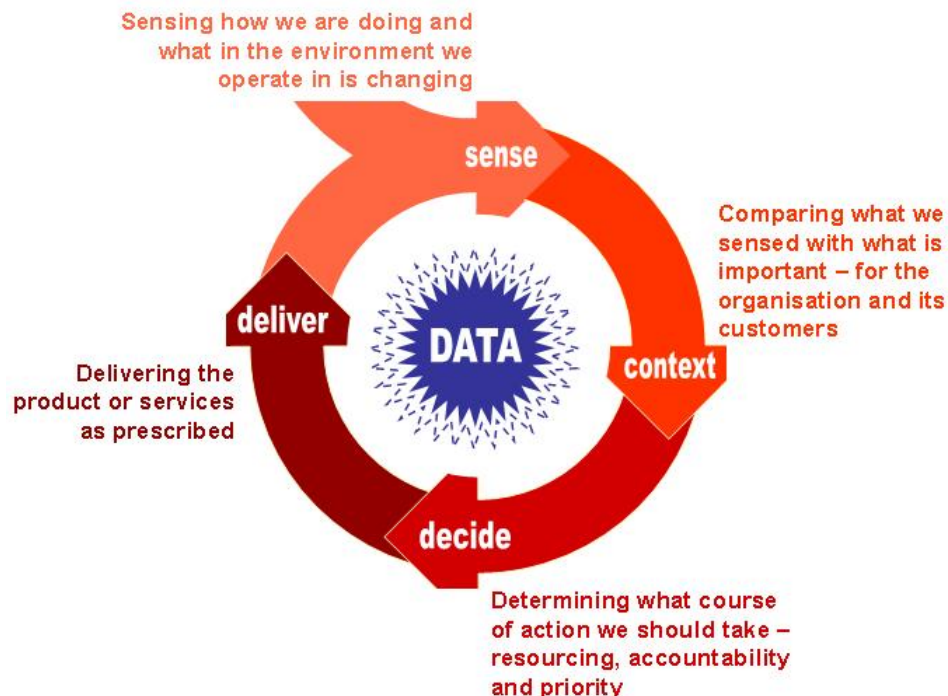 Sensing how we are doing and
what in the environment we
operate in is changing
sense
Comparing what we
sensed with what is
important – for the
organisation and its
customers
context
deliver
DATA
Delivering the
product or services
as prescribed
decide
Determining what course
of action we should take –
resourcing, accountability
and priority